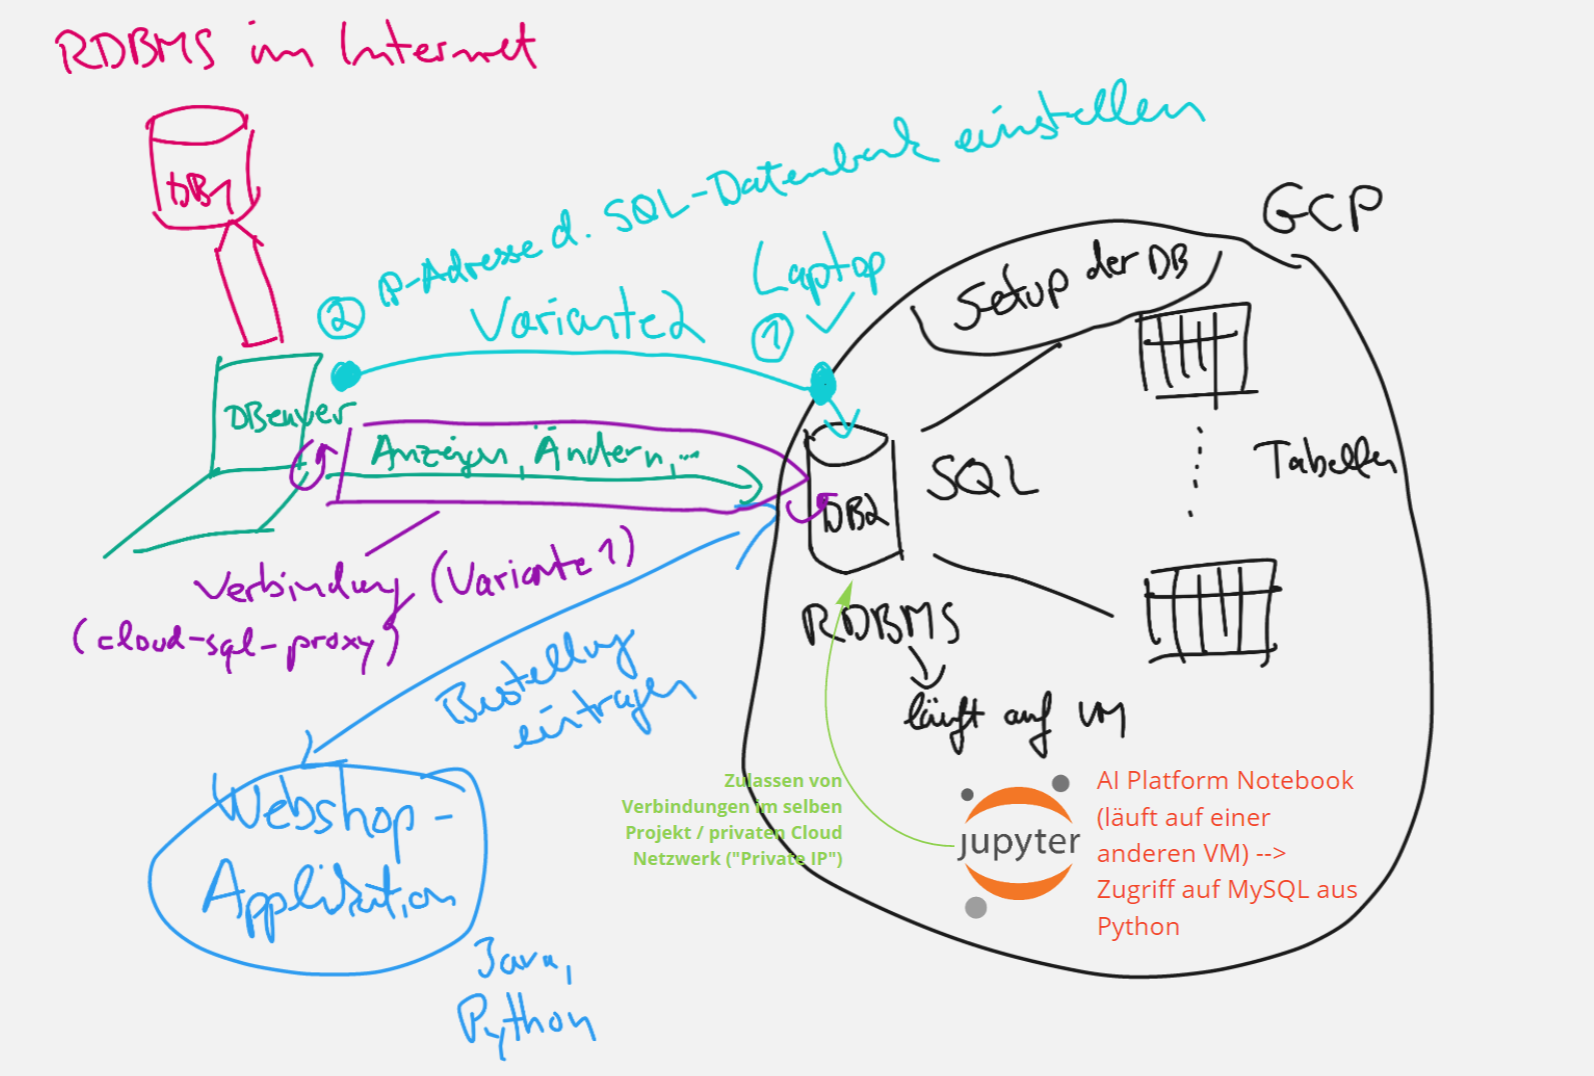 RDBMS im Internet
DB1
② IP-Adresse d. SQL-Datenbank einstellen
Variante 2
Laptop
①
GCP
Setup der DB
DBeaver
Anzeigen, Ändern, ...
Verbindung (Variante 1)
(cloud-sql-proxy)
DB2
SQL
Tabellen
RDBMS
läuft auf VM
Bestellung
eintragen
Webshop-
Applikation
Java,
Python
Zulassen von
Verbindungen im selben
Projekt / privaten Cloud
Netzwerk ("Private IP")
jupyter
AI Platform Notebook
(läuft auf einer
anderen VM) -->
Zugriff auf MySQL aus
Python